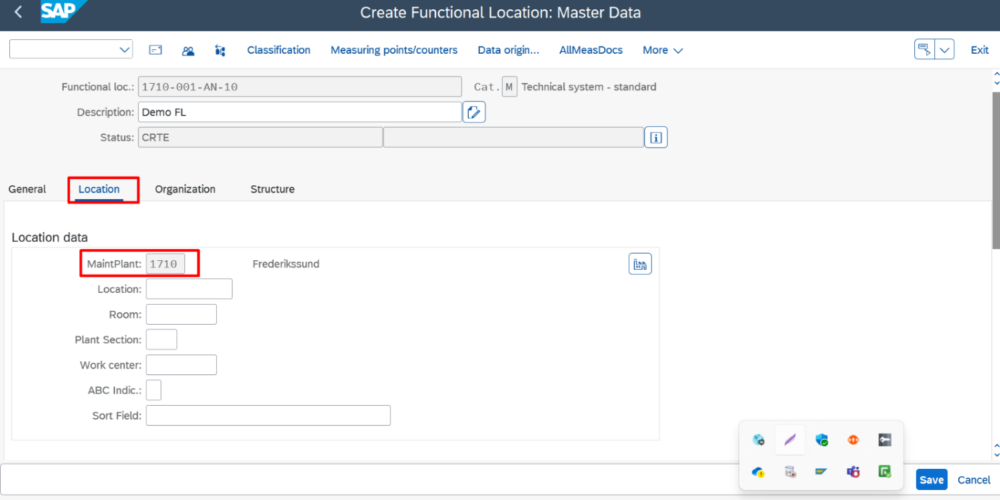 SAP Create Functional Location: Master Data
Classification Measuring points/counters Data origin... AllMeasDocs More Exit
Functional loc.: 1710-001-AN-10 Cat. M Technical system - standard
Description: Demo FL
Status: CRTE
General Location Organization Structure
Location data
MaintPlant: 1710 Frederikssund
Location:
Room:
Plant Section:
Work center:
ABC Indic.:
Sort Field:
Save Cancel